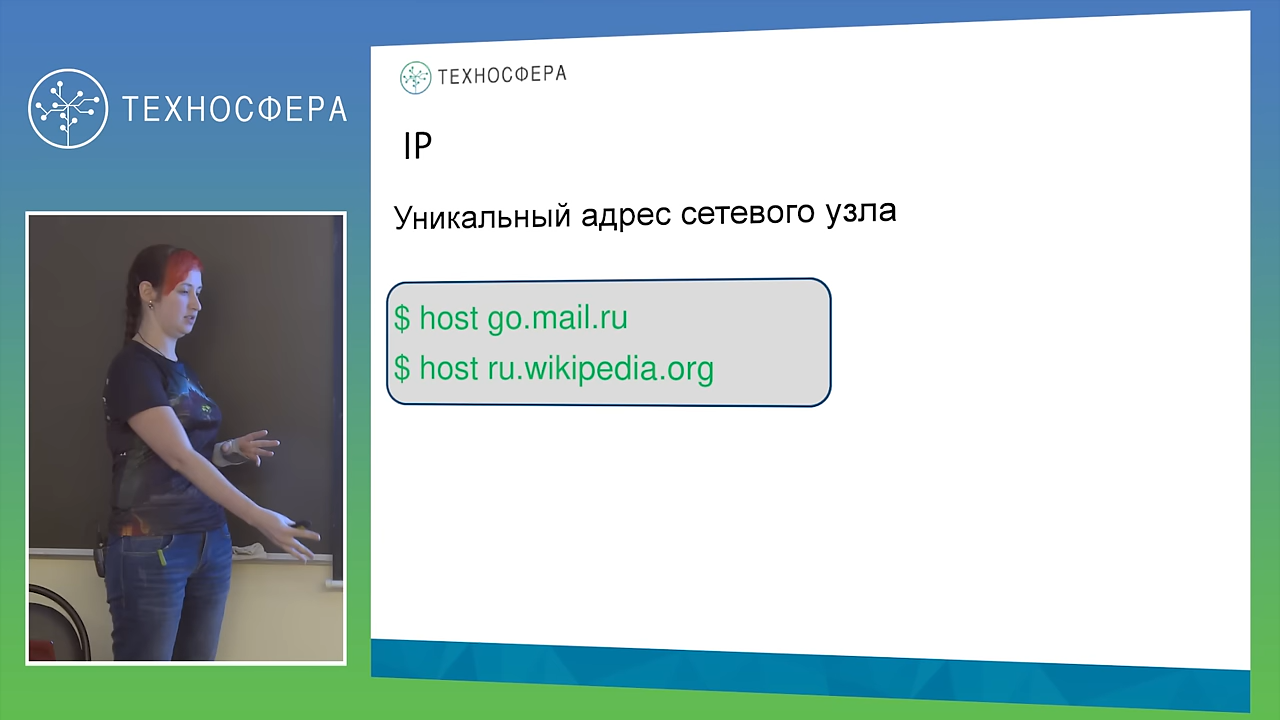 ТЕХНОСФЕРА
ТЕХНОСФЕРА
IP
Уникальный адрес сетевого узла
$ host go.mail.ru
$ host ru.wikipedia.org